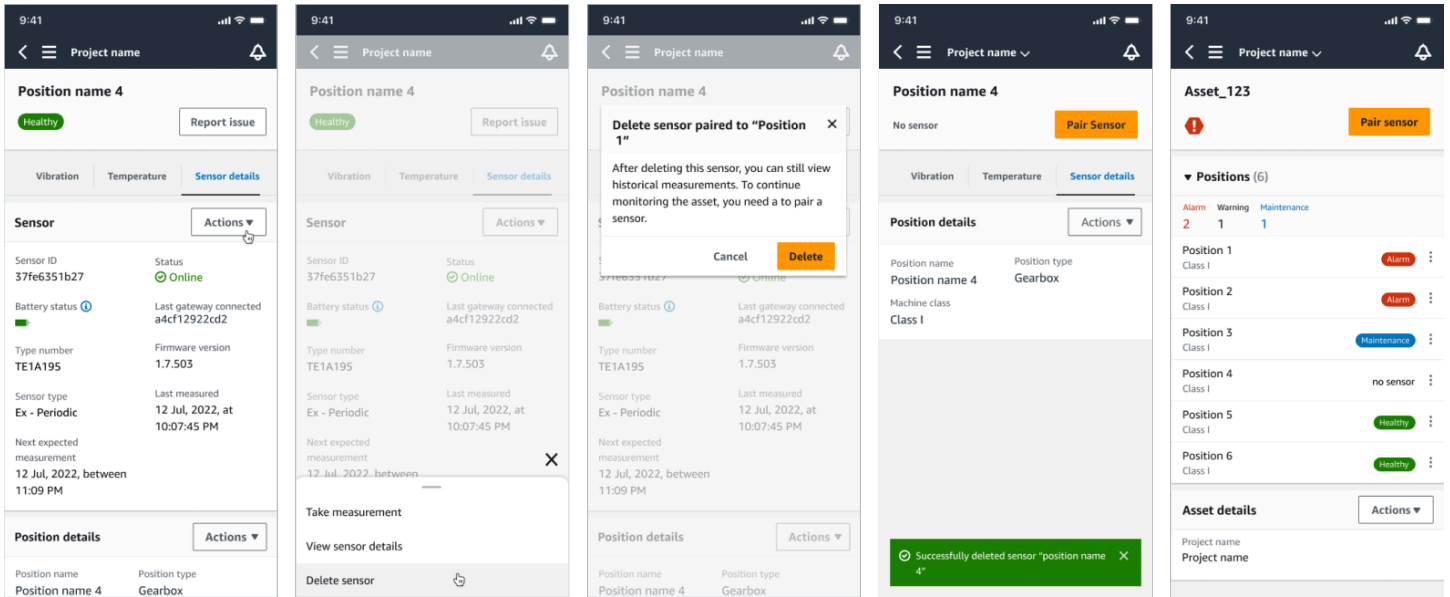 9:41
Project name
Position name 4
Healthy
Report issue
Vibration
Temperature
Sensor details
Sensor
Actions ▼
Sensor ID
37fe6351b27
Status
Online
Battery status
Last gateway connected
a4cf12922cd2
Type number
TE1A195
Firmware version
1.7.503
Sensor type
Ex - Periodic
Last measured
12 Jul, 2022, at
10:07:45 PM
Next expected
measurement
12 Jul, 2022, between
11:09 PM
Position details
Actions ▼
Position name
Position name 4
Position type
Gearbox
9:41
Project name
Position name 4
Healthy
Report issue
Vibration
Temperature
Sensor details
Sensor
Actions ▼
Sensor ID
37fe6351b27
Status
Online
Battery status
Last gateway connected
a4cf12922cd2
Type number
TE1A195
Firmware version
1.7.503
Sensor type
Ex - Periodic
Last measured
12 Jul, 2022, at
10:07:45 PM
Next expected
measurement
12 Jul, 2022, between
Take measurement
View sensor details
Delete sensor
9:41
Project name
Position name 4
Delete sensor paired to “Position
1”
After deleting this sensor, you can still view
historical measurements. To continue
monitoring the asset, you need a to pair a
sensor.
Cancel
Delete
37fe6351b27
Online
Battery status
Last gateway connected
a4cf12922cd2
Type number
TE1A195
Firmware version
1.7.503
Sensor type
Ex - Periodic
Last measured
12 Jul, 2022, at
10:07:45 PM
Next expected
measurement
12 Jul, 2022, between
11:09 PM
Position details
Actions ▼
Position name
Position name 4
Position type
Gearbox
9:41
Project name
Position name 4
No sensor
Pair Sensor
Vibration
Temperature
Sensor details
Position details
Actions ▼
Position name
Position name 4
Position type
Gearbox
Machine class
Class I
Successfully deleted sensor “position name
4”
9:41
Project name
Asset_123
Pair sensor
▼ Positions (6)
Alarm
2
Warning
1
Maintenance
1
Position 1
Class I
Alarm
Position 2
Class I
Alarm
Position 3
Class I
Maintenance
Position 4
Class I
no sensor
Position 5
Class I
Healthy
Position 6
Class I
Healthy
Asset details
Actions ▼
Project name
Project name